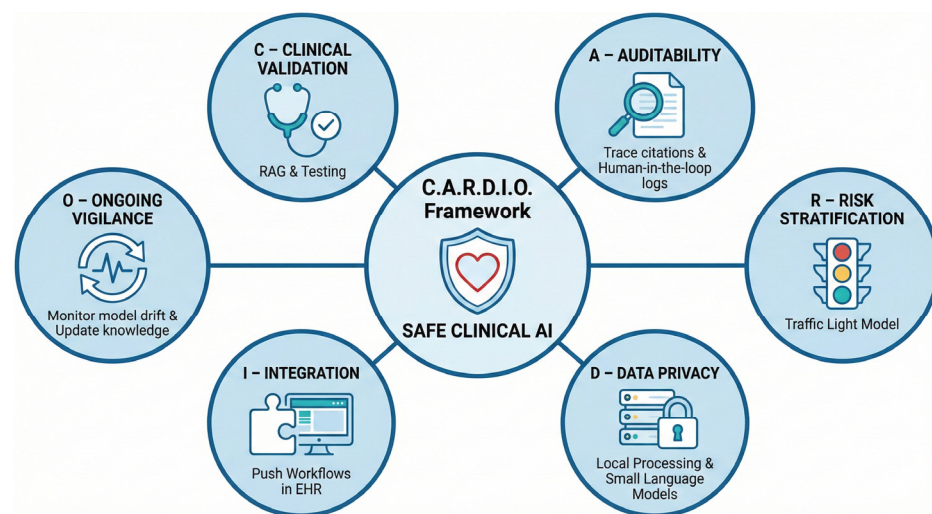 C – CLINICAL
VALIDATION
RAG & Testing
A – AUDITABILITY
Trace citations &
Human-in-the-loop
logs
O – ONGOING
VIGILANCE
Monitor model drift &
Update knowledge
C.A.R.D.I.O.
Framework
SAFE CLINICAL AI
R – RISK
STRATIFICATION
Traffic Light Model
I – INTEGRATION
Push Workflows
in EHR
D – DATA PRIVACY
Local Processing &
Small Language
Models